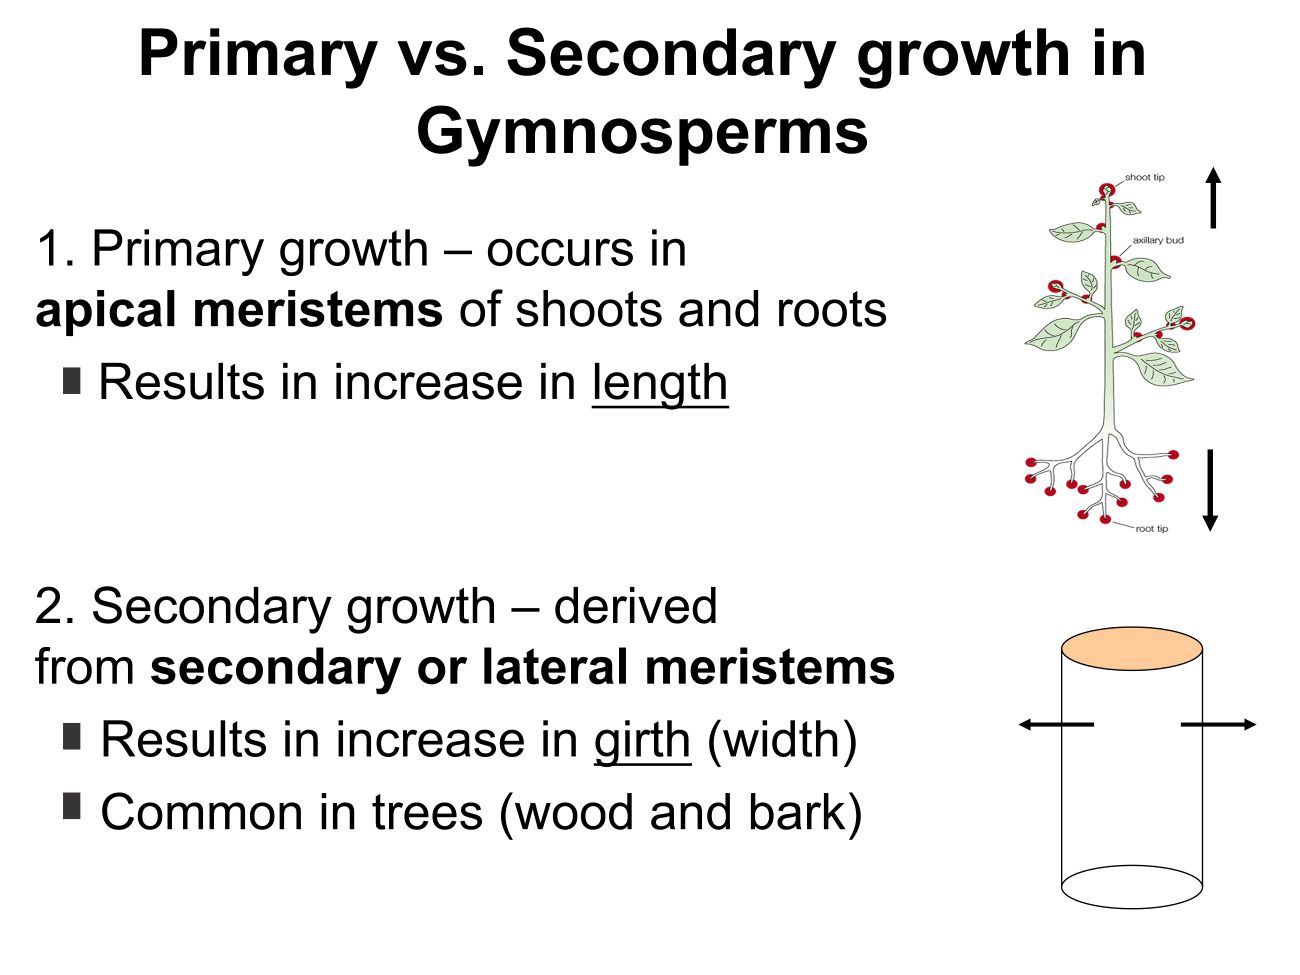 Primary vs. Secondary growth in
Gymnosperms
shoot tip
1. Primary growth – occurs in
axillary bud
apical meristems of shoots and roots
Results in increase in length
root tip
2. Secondary growth – derived
from secondary or lateral meristems
Results in increase in girth (width)
Common in trees (wood and bark)